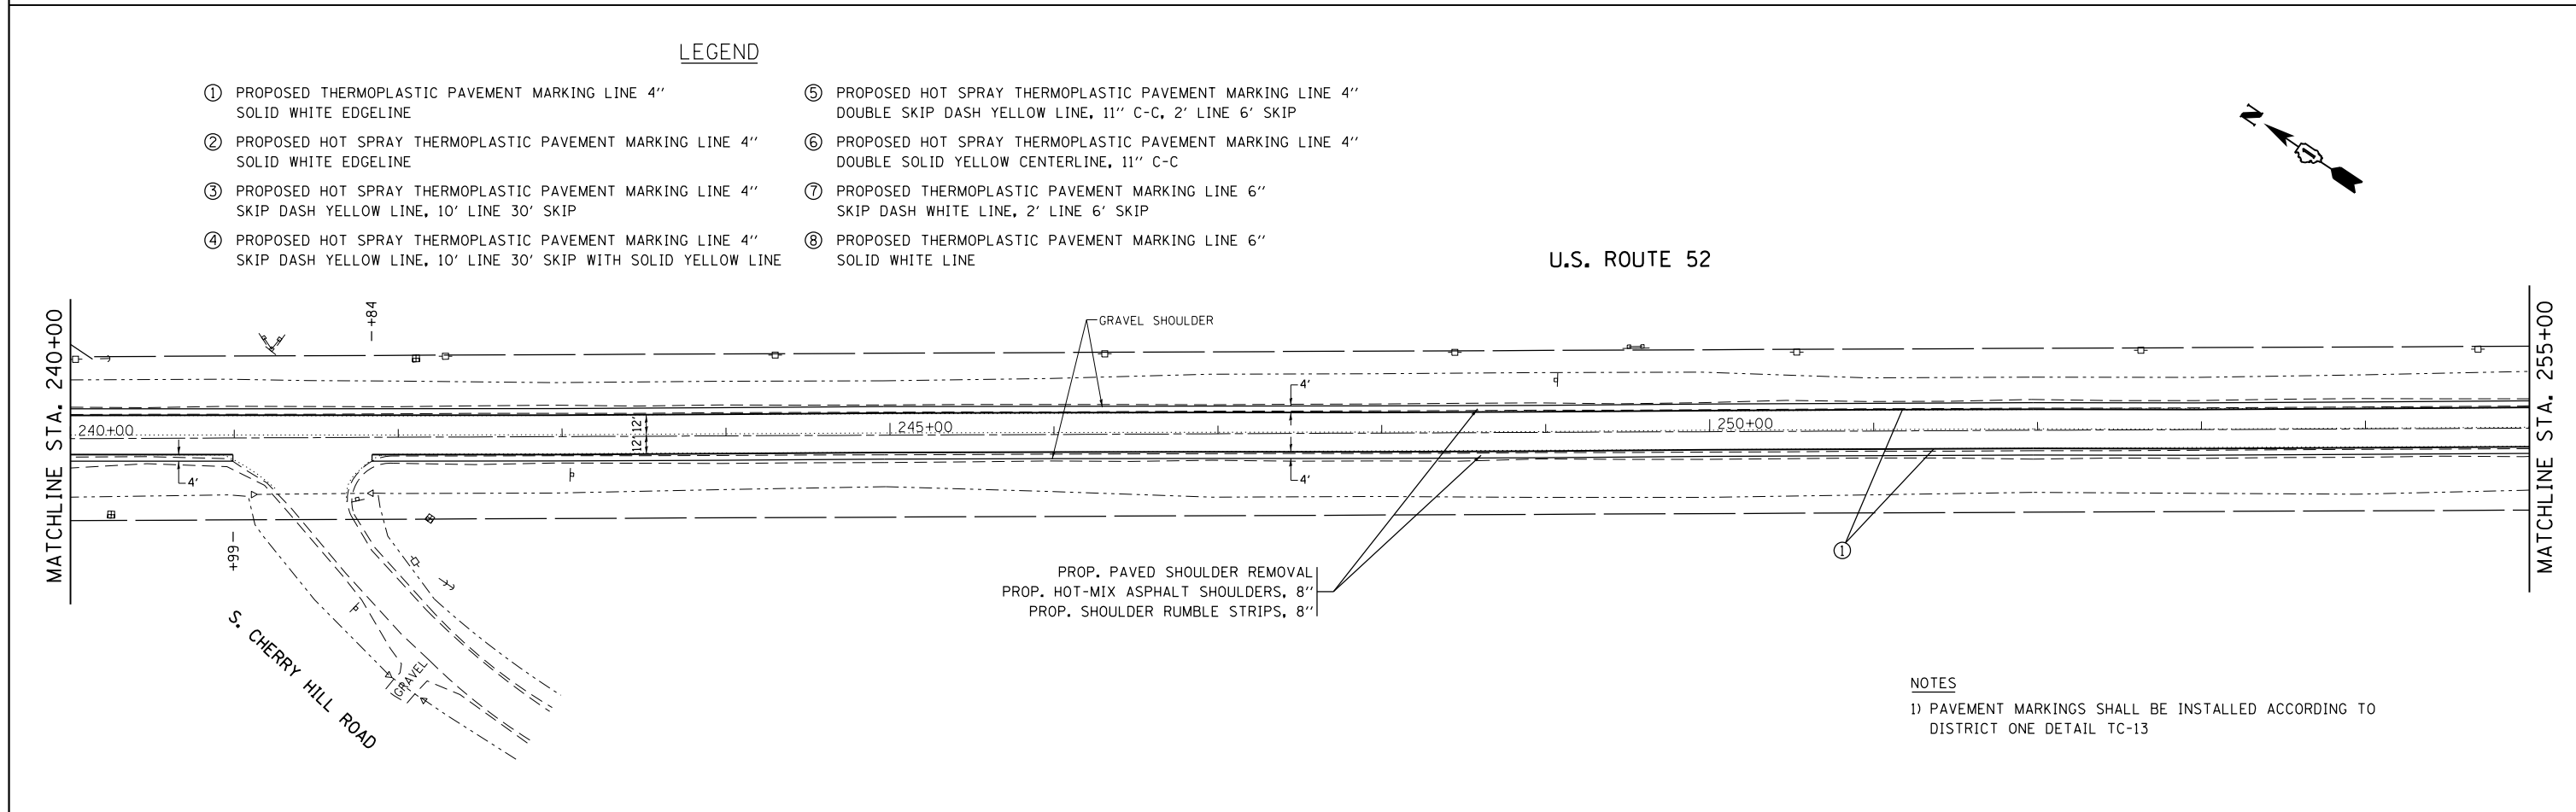 LEGEND
① PROPOSED THERMOPLASTIC PAVEMENT MARKING LINE 4''
SOLID WHITE EDGELINE
② PROPOSED HOT SPRAY THERMOPLASTIC PAVEMENT MARKING LINE 4''
SOLID WHITE EDGELINE
③ PROPOSED HOT SPRAY THERMOPLASTIC PAVEMENT MARKING LINE 4''
SKIP DASH YELLOW LINE, 10' LINE 30' SKIP
④ PROPOSED HOT SPRAY THERMOPLASTIC PAVEMENT MARKING LINE 4''
SKIP DASH YELLOW LINE, 10' LINE 30' SKIP WITH SOLID YELLOW LINE
⑤ PROPOSED HOT SPRAY THERMOPLASTIC PAVEMENT MARKING LINE 4''
DOUBLE SKIP DASH YELLOW LINE, 11'' C-C, 2' LINE 6' SKIP
⑥ PROPOSED HOT SPRAY THERMOPLASTIC PAVEMENT MARKING LINE 4''
DOUBLE SOLID YELLOW CENTERLINE, 11'' C-C
⑦ PROPOSED THERMOPLASTIC PAVEMENT MARKING LINE 6''
SKIP DASH WHITE LINE, 2' LINE 6' SKIP
⑧ PROPOSED THERMOPLASTIC PAVEMENT MARKING LINE 6''
SOLID WHITE LINE
N
U.S. ROUTE 52
MATCHLINE STA. 240+00
+84
GRAVEL SHOULDER
4'
240+00
12'
12'
245+00
250+00
4'
4'
+99
MATCHLINE STA. 255+00
①
PROP. PAVED SHOULDER REMOVAL
PROP. HOT-MIX ASPHALT SHOULDERS, 8''
PROP. SHOULDER RUMBLE STRIPS, 8''
S. CHERRY HILL ROAD
GRAVEL
NOTES
1) PAVEMENT MARKINGS SHALL BE INSTALLED ACCORDING TO
DISTRICT ONE DETAIL TC-13